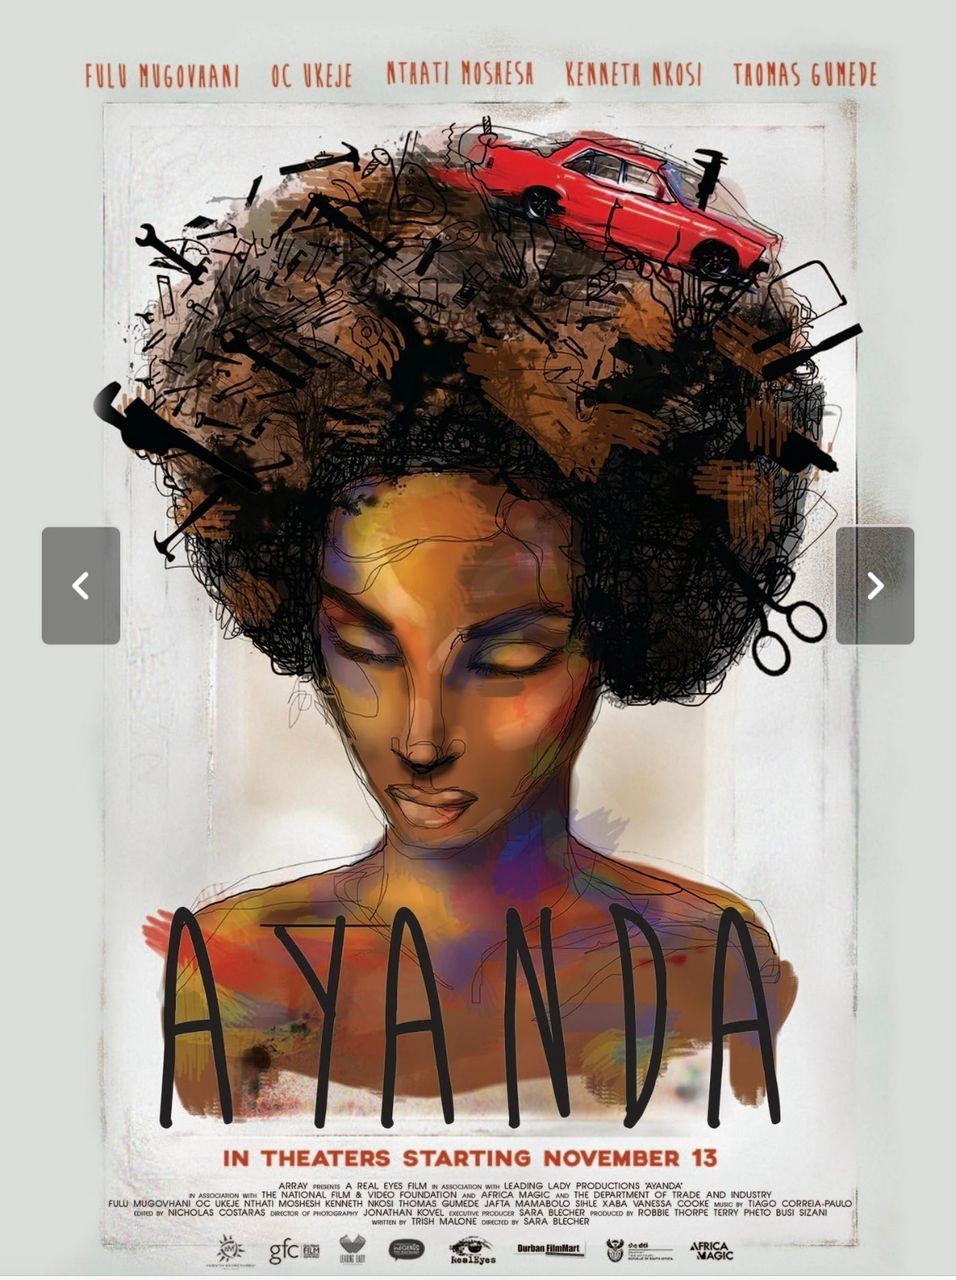 FULU MUGOVHANI OC UKEJE NTHATI MOSHESH KENNETH NKOSI THOMAS GUMEDE
AYANDA
IN THEATERS STARTING NOVEMBER 13
ARRAY PRESENTS A REAL EYES FILM IN ASSOCIATION WITH LEADING LADY PRODUCTIONS "AYANDA"
IN ASSOCIATION WITH THE NATIONAL FILM & VIDEO FOUNDATION AND AFRICA MAGIC AND THE DEPARTMENT OF TRADE AND INDUSTRY
FULU MUGOVHANI OC UKEJE NTHATI MOSHESH KENNETH NKOSI THOMAS GUMEDE JAFTA MAMABOLO SIHLE XABA VANESSA COOKE MUSIC BY TIAGO CORREIA-PAULO
EDITED BY NICHOLAS COSTARAS DIRECTOR OF PHOTOGRAPHY JONATHAN KOVEL EXECUTIVE PRODUCER SARA BLECHER PRODUCED BY ROBBIE THORPE TERRY PHETO BUSI SIZANI
WRITTEN BY TRISH MALONE DIRECTED BY SARA BLECHER
gfc FILM LEADING LADY RealEyes Durban FilmMart the dti AFRICA MAGIC